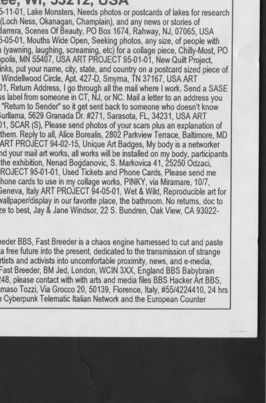 ee, WI, 53212, USA
5-11-01, Lake Monsters, Needs photos or postcards of lakes for research
(Loch Ness, Okanagan, Champlain), and any news or stories of
Barrera, Scenes Of Beauty, PO Box 1674, Rahway, NJ, 07065, USA
5-05-01, Mouths Wide Open, Seeking photos, any size, of people with
n (yawning, laughing, screaming, etc) for a collage piece, Chilly-Most, PO
apolis, MN 55407, USA ART PROJECT 95-01-01, New Quilt Project,
inks, put your name, city, state, and country on a postcard sized piece of
Windellwood Circle, Apt. 427-D, Smyrna, TN 37167, USA ART
01, Return Address, I go through all the mail where I work. Send a SASE
ss label from someone in CT, NJ, or NC. Mail a letter to an address you
"Return to Sender" so it get sent back to someone who doesn't know
Surllama, 5629 Granada Dr. #271, Sarasota, FL, 34231, USA ART
01, SCAR (S), Please send photos of your scars plus an explanation of
them. Reply to all, Alice Borealis, 2802 Parkview Terrace, Baltimore, MD
ART PROJECT 94-02-15, Unique Art Badges, My body is a networker
nd your mail art works, all works will be installed on my body, participants
the exhibition, Nenad Bogdanovic, S. Markovica 41, 25250 Odzaci,
ROJECT 95-01-01, Used Tickets and Phone Cards, Please send me
hone cards to use in my collage works, PINKY, via Miramare, 10/7,
Geneva, Italy ART PROJECT 94-05-01, Wet & Wild, Reproducible art for
wallpaper/display in our favorite place, the bathroom. No returns, doc to
ze to best, Jay & Jane Windsor, 22 S. Bundren, Oak View, CA 93022-
eeder BBS, Fast Breeder is a chaos engine harnessed to cut and paste
a free future into the present, dedicated to the transmission of strange
rtists and activists into uncomfortable proximity, news, and e-media,
Fast Breeder, BM Jed, London, WCIN 3XX, England BBS Babybrain
248, please contact with with arts and media files BBS Hacker Art BBS,
maso Tozzi, Via Grocco 20, 50139, Fiorence, Italy, #55/4224410, 24 hrs
e Cyberpunk Telematic Italian Network and the European Counter